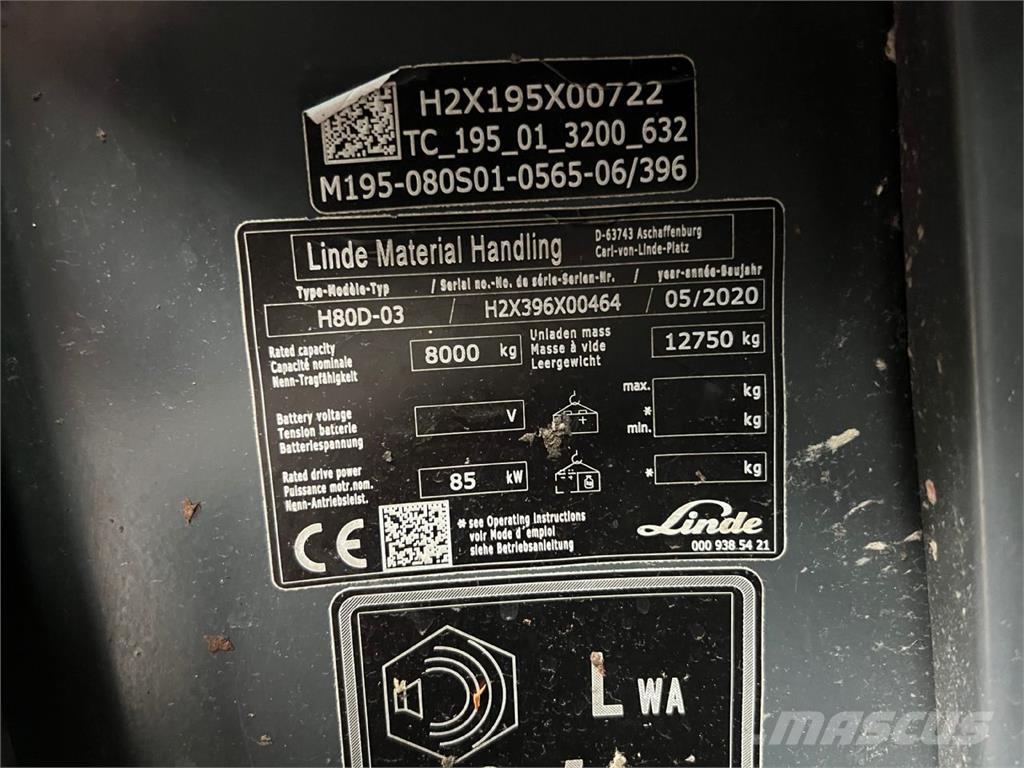 H2X195X00722
TC_195_01_3200_632
M195-080S01-0565-06/396
Linde Material Handling
D-63743 Aschaffenburg
Carl-von-Linde-Platz
Type-Modèle-Typ / Serial no.-No. de série-Serien-Nr. / year-année-Baujahr
H80D-03 / H2X396X00464 / 05/2020
Rated capacity
Capacité nominale
Nenn-Tragfähigkeit
8000 kg
Unladen mass
Masse à vide
Leergewicht
12750 kg
Battery voltage
Tension batterie
Batteriespannung
V
max. kg
*
min. kg
Rated drive power
Puissance motr.nom.
Nenn-Antriebsleist.
85 kW
* kg
CE
* see Operating Instructions
voir Mode d'emploi
siehe Betriebsanleitung
Linde
000 938 54 21
LWA
MASCUS